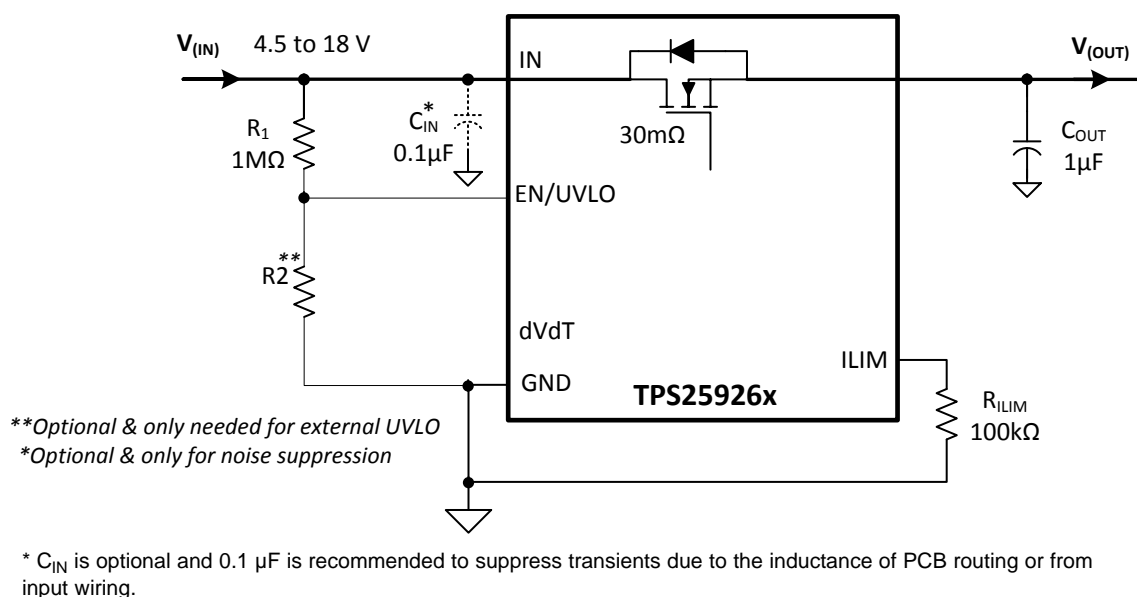 V(IN) 4.5 to 18 V
IN
V(OUT)
R1
1MΩ
CIN*
0.1µF
30mΩ
COUT
1µF
EN/UVLO
R2**
dVdT
GND
ILIM
TPS25926x
RILIM
100kΩ
**Optional & only needed for external UVLO
*Optional & only for noise suppression
* CIN is optional and 0.1 µF is recommended to suppress transients due to the inductance of PCB routing or from
input wiring.